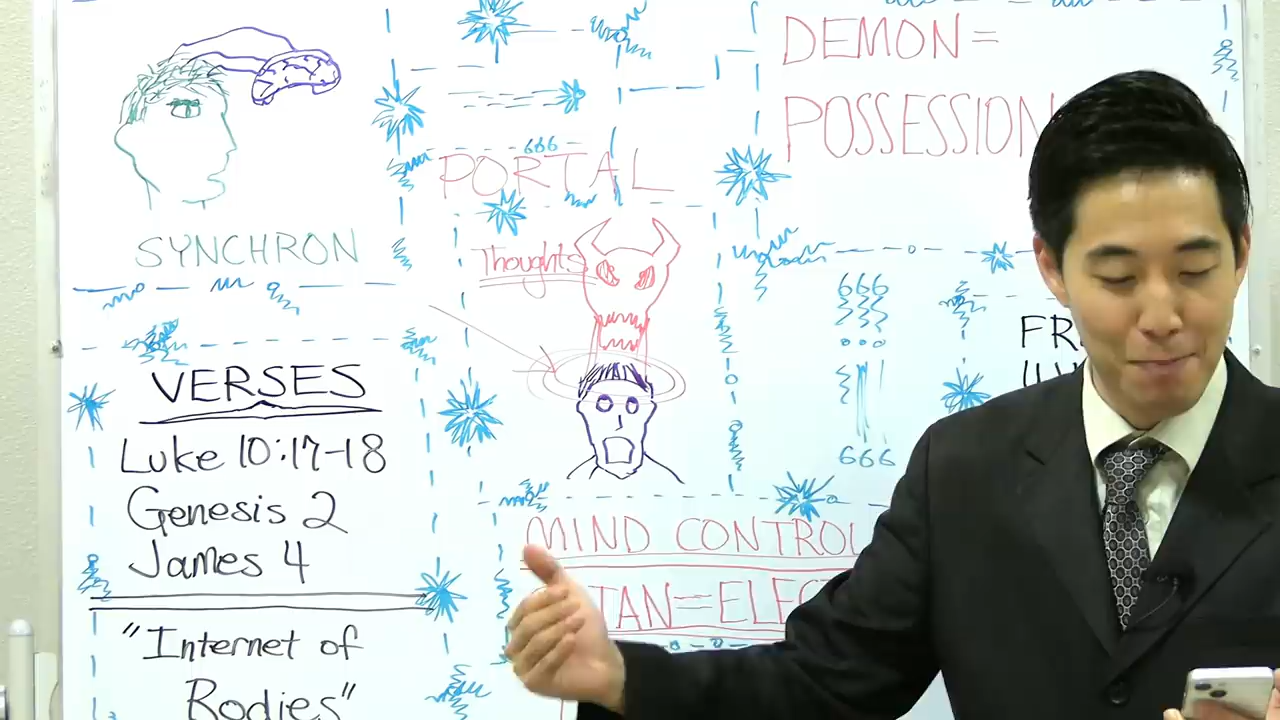 SYNCHRON
VERSES
Luke 10:17-18
Genesis 2
James 4
"Internet of
Bodies"
666
PORTAL
Thoughts
MIND CONTROL
DEMON=
POSSESSION
666
666